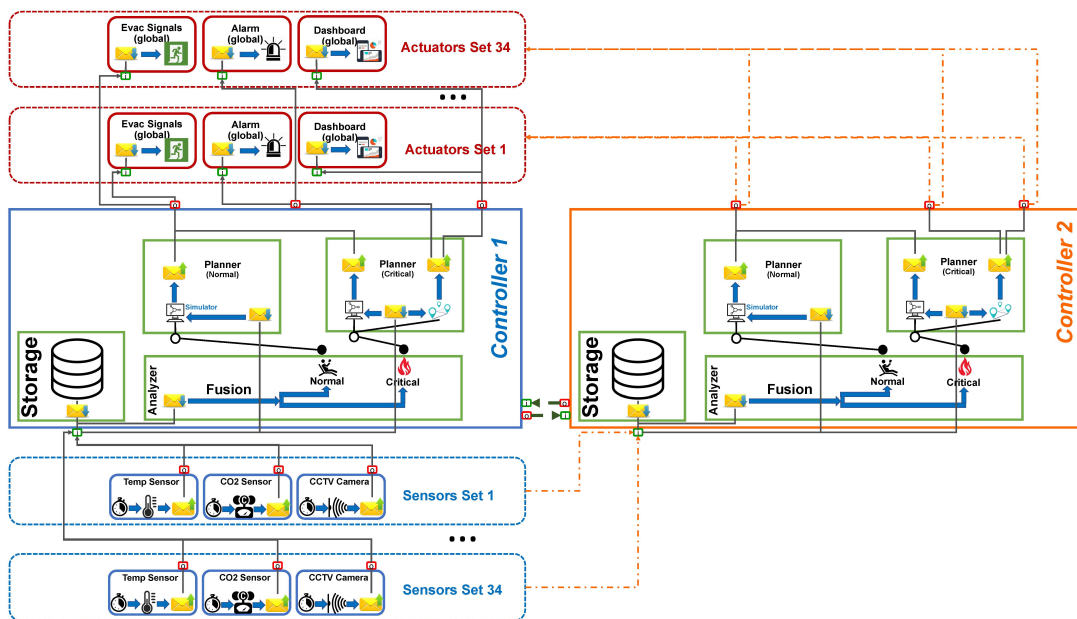 Evac Signals
(global)
Alarm
(global)
Dashboard
(global)
Actuators Set 34
...
Evac Signals
(global)
Alarm
(global)
Dashboard
(global)
Actuators Set 1
Controller 1
Planner
(Normal)
Simulator
Planner
(Critical)
Storage
Analyzer
Fusion
Normal
Critical
Controller 2
Planner
(Normal)
Simulator
Planner
(Critical)
Storage
Analyzer
Fusion
Normal
Critical
Temp Sensor
CO2 Sensor
CCTV Camera
Sensors Set 1
...
Temp Sensor
CO2 Sensor
CCTV Camera
Sensors Set 34